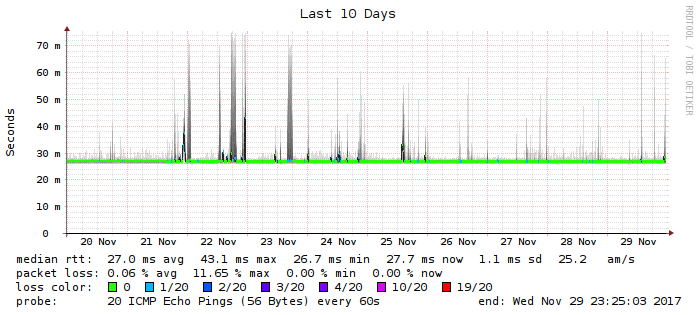 Last 10 Days
RRDTOOL / TOBI OETIKER
Seconds
70 m
60 m
50 m
40 m
30 m
20 m
10 m
0
20 Nov 21 Nov 22 Nov 23 Nov 24 Nov 25 Nov 26 Nov 27 Nov 28 Nov 29 Nov
median rtt: 27.0 ms avg 43.1 ms max 26.7 ms min 27.7 ms now 1.1 ms sd 25.2 am/s
packet loss: 0.06 % avg 11.65 % max 0.00 % min 0.00 % now
loss color: 0 1/20 2/20 3/20 4/20 10/20 19/20
probe: 20 ICMP Echo Pings (56 Bytes) every 60s end: Wed Nov 29 23:25:03 2017